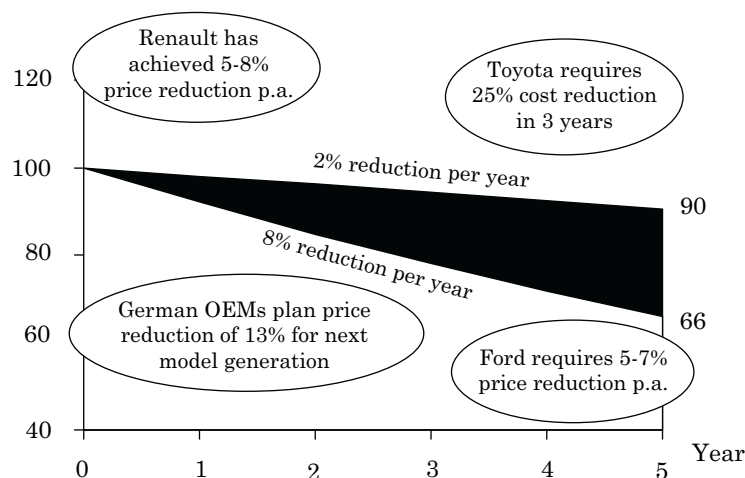 Renault has
achieved 5-8%
price reduction p.a.
Toyota requires
25% cost reduction
in 3 years
120
100
80
60
40
2% reduction per year
8% reduction per year
90
66
German OEMs plan price
reduction of 13% for next
model generation
Ford requires 5-7%
price reduction p.a.
0
1
2
3
4
5
Year